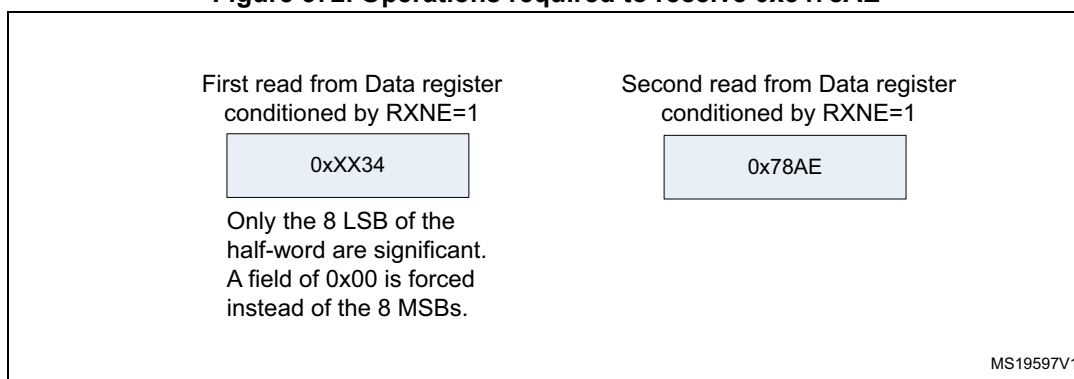 First read from Data register
conditioned by RXNE=1
0xXX34
Only the 8 LSB of the
half-word are significant.
A field of 0x00 is forced
instead of the 8 MSBs.
Second read from Data register
conditioned by RXNE=1
0x78AE
MS19597V1